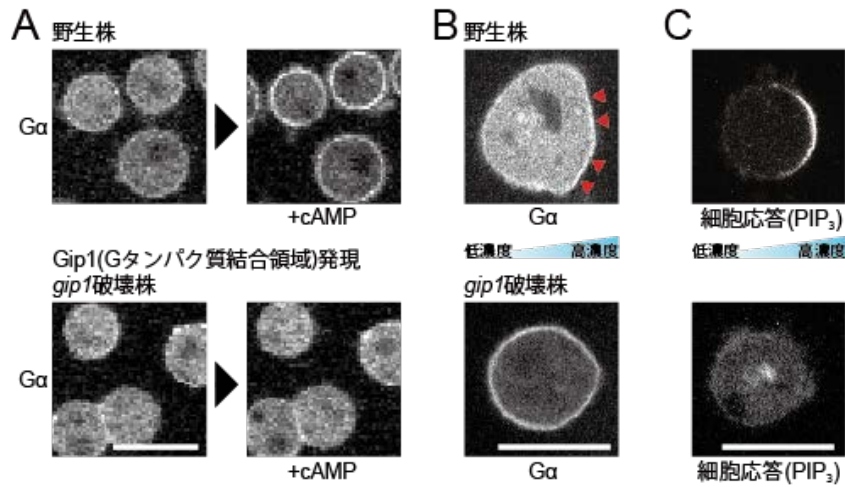 A 野生株
Gα
+cAMP
Gip1(Gタンパク質結合領域)発現
gip1破壊株
Gα
+cAMP
B 野生株
Gα
低濃度 高濃度
gip1破壊株
Gα
C
細胞応答(PIP₃)
低濃度 高濃度
細胞応答(PIP₃)